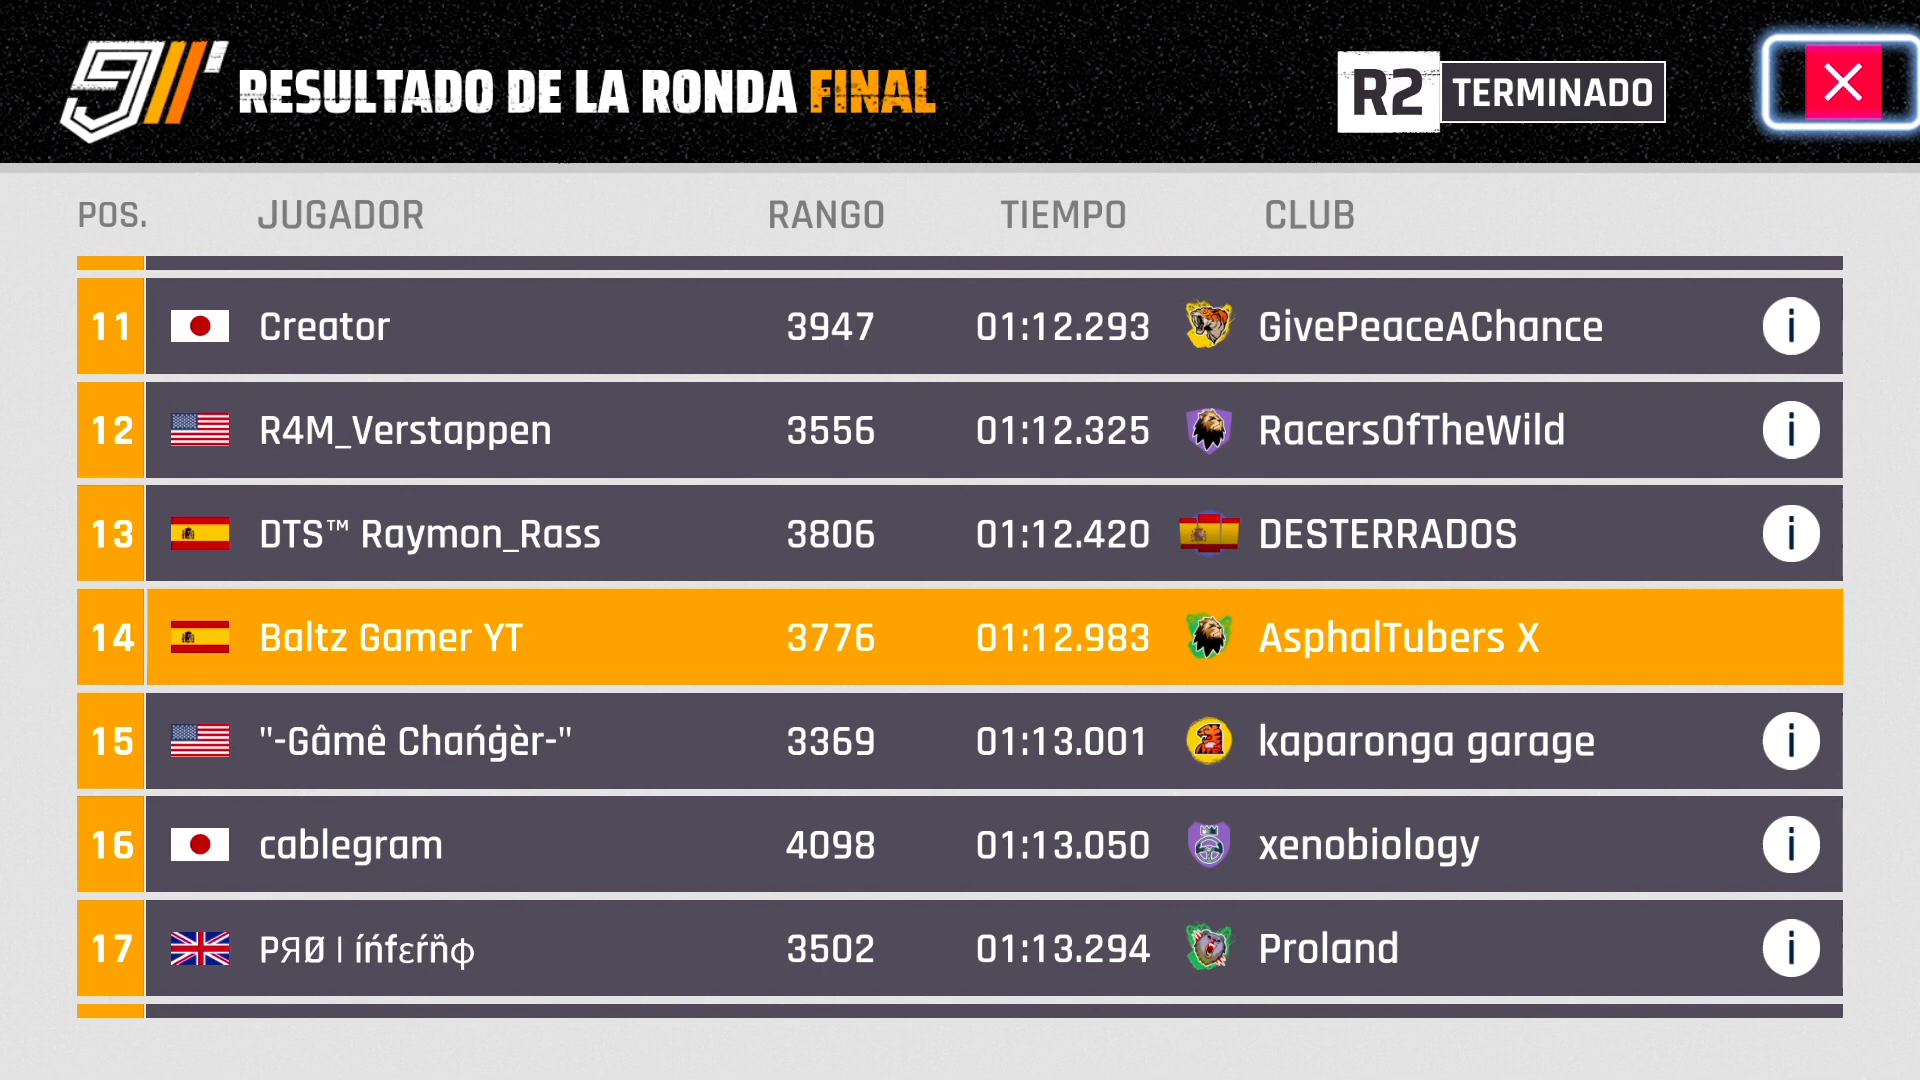 9 RESULTADO DE LA RONDA FINAL
R2 TERMINADO
POS. JUGADOR RANGO TIEMPO CLUB
11 Creator 3947 01:12.293 GivePeaceAChance i
12 R4M_Verstappen 3556 01:12.325 RacersOfTheWild i
13 DTS™ Raymon_Rass 3806 01:12.420 DESTERRADOS i
14 Baltz Gamer YT 3776 01:12.983 AsphalTubers X
15 "-Gâmê Chańģèr-" 3369 01:13.001 kaparonga garage i
16 cablegram 4098 01:13.050 xenobiology i
17 PЯØ | íńfεŕñф 3502 01:13.294 Proland i